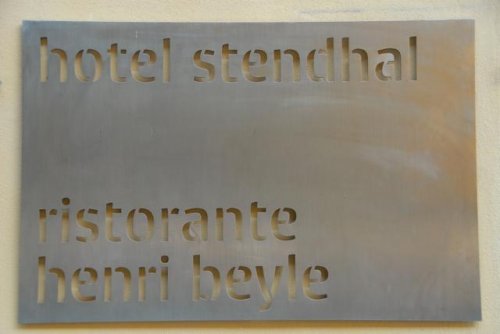 hotel stendhal
ristorante
henri beyle